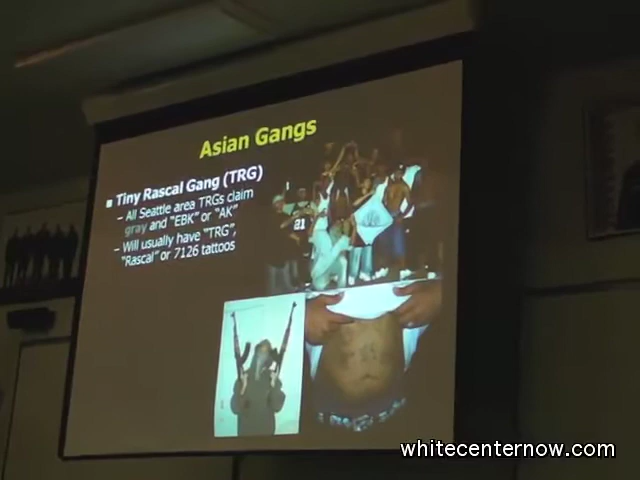 Asian Gangs
Tiny Rascal Gang (TRG)
– All Seattle area TRGs claim
gray and "EBK" or "AK"
– Will usually have "TRG",
"Rascal" or 7126 tattoos
21
whitecenternow.com